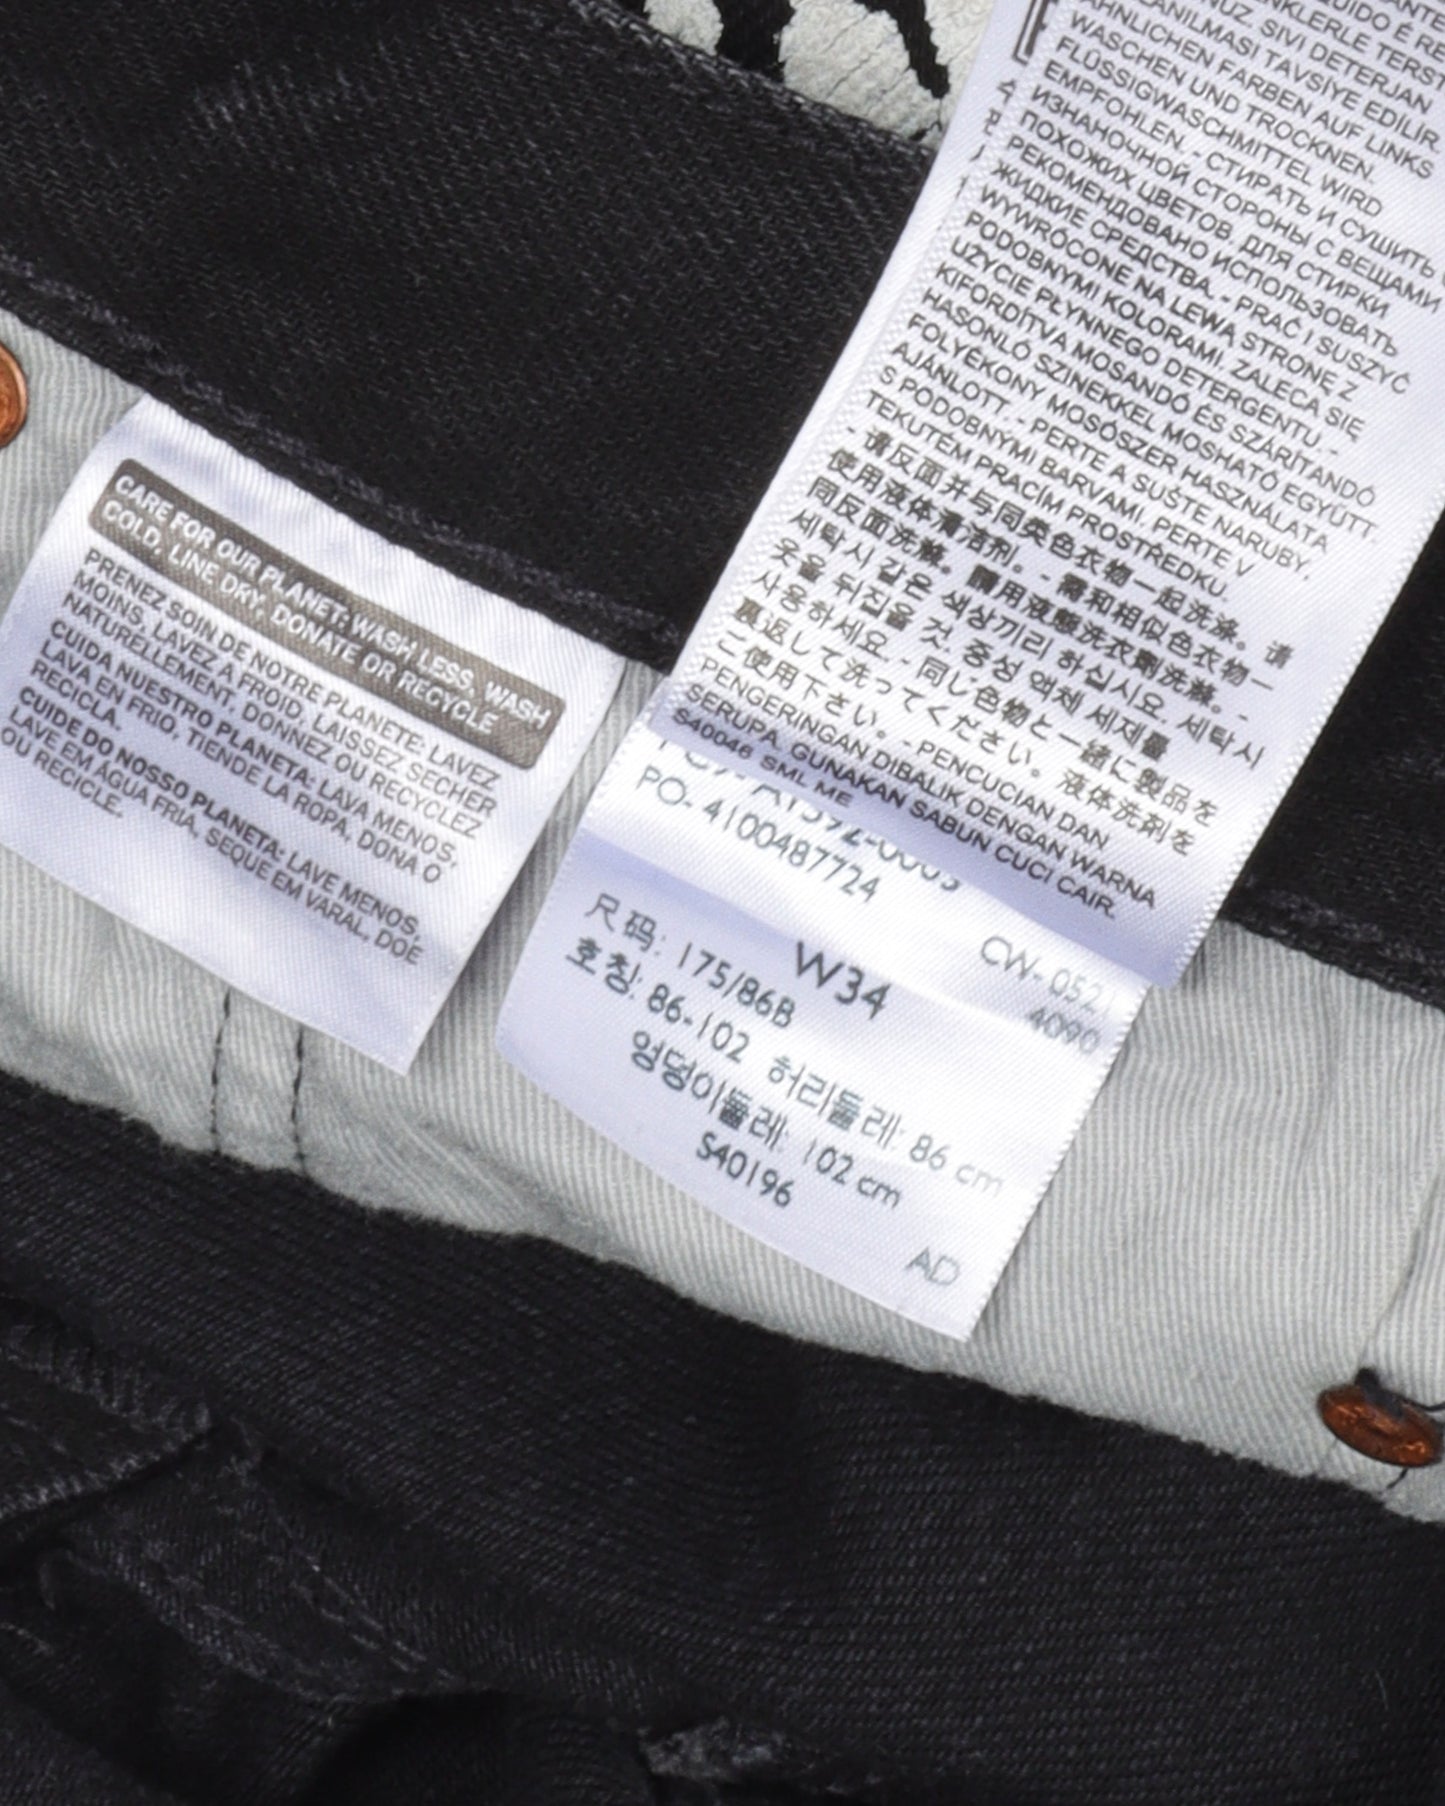 CARE FOR OUR PLANET: WASH LESS, WASH
COLD, LINE DRY, DONATE OR RECYCLE
PRENEZ SOIN DE NOTRE PLANETE: LAVEZ
MOINS, LAVEZ À FROID, LAISSEZ SECHER
NATURELLEMENT, DONNEZ OU RECYCLEZ
CUIDA NUESTRO PLANETA: LAVA MENOS,
LAVA EN FRIO, TIENDE LA ROPA, DONA O
RECICLA.
CUIDE DO NOSSO PLANETA: LAVE MENOS,
LAVE EM ÁGUA FRIA, SEQUE EM VARAL, DOE
OU RECICLE.
NUZ. SIVI DETERJAN
LANILMASI TAVSİYE EDİLİR.
ÄHNLICHEN FARBEN AUF LINKS
WASCHEN UND TROCKNEN.
FLÜSSIGWASCHMITTEL WIRD
EMPFOHLEN. - СТИРАТЬ И СУШИТЬ
ИЗНАНОЧНОЙ СТОРОНЫ С ВЕЩАМИ
ПОХОЖИХ ЦВЕТОВ. ДЛЯ СТИРКИ
РЕКОМЕНДОВАНО ИСПОЛЬЗОВАТЬ
ЖИДКИЕ СРЕДСТВА. - PRAĆ I SUSZYĆ
WYWRÓCONE NA LEWĄ STRONĘ Z
PODOBNYMI KOLORAMI. ZALECA SIĘ
UŻYCIE PŁYNNEGO DETERGENTU. -
KIFORDÍTVA MOSANDÓ ÉS SZÁRÍTANDÓ
HASONLÓ SZINEKKEL MOSHATÓ EGYÜTT.
FOLYÉKONY MOSÓSZER HASZNÁLATA
AJÁNLOTT. - PERTE A SUŠTE NARUBY,
S PODOBNÝMI BARVAMI. PERTE V
TEKUTÉM PRACÍM PROSTŘEDKU.
- 请反面并与同类色衣物一起洗涤。请
使用液体清洁剂。- 需和相似色衣物一
同反面洗滌。請用液態洗衣劑洗滌。-
세탁시 같은 색상끼리 하십시요. 세탁시
옷을 뒤집을 것. 중성 액체 세제를
사용하세요. - 同じ色物と一緒に製品を
裏返して洗ってください。液体洗剤を
ご使用下さい。- PENCUCIAN DAN
PENGERINGAN DIBALIK DENGAN WARNA
SERUPA. GUNAKAN SABUN CUCI CAIR.
S40046 SML ME
PO- 4100487724
CW- 052
W34
4090
尺码: 175/86B
호칭: 86-102 허리둘레: 86 cm
엉덩이둘레: 102 cm
S40196
AD